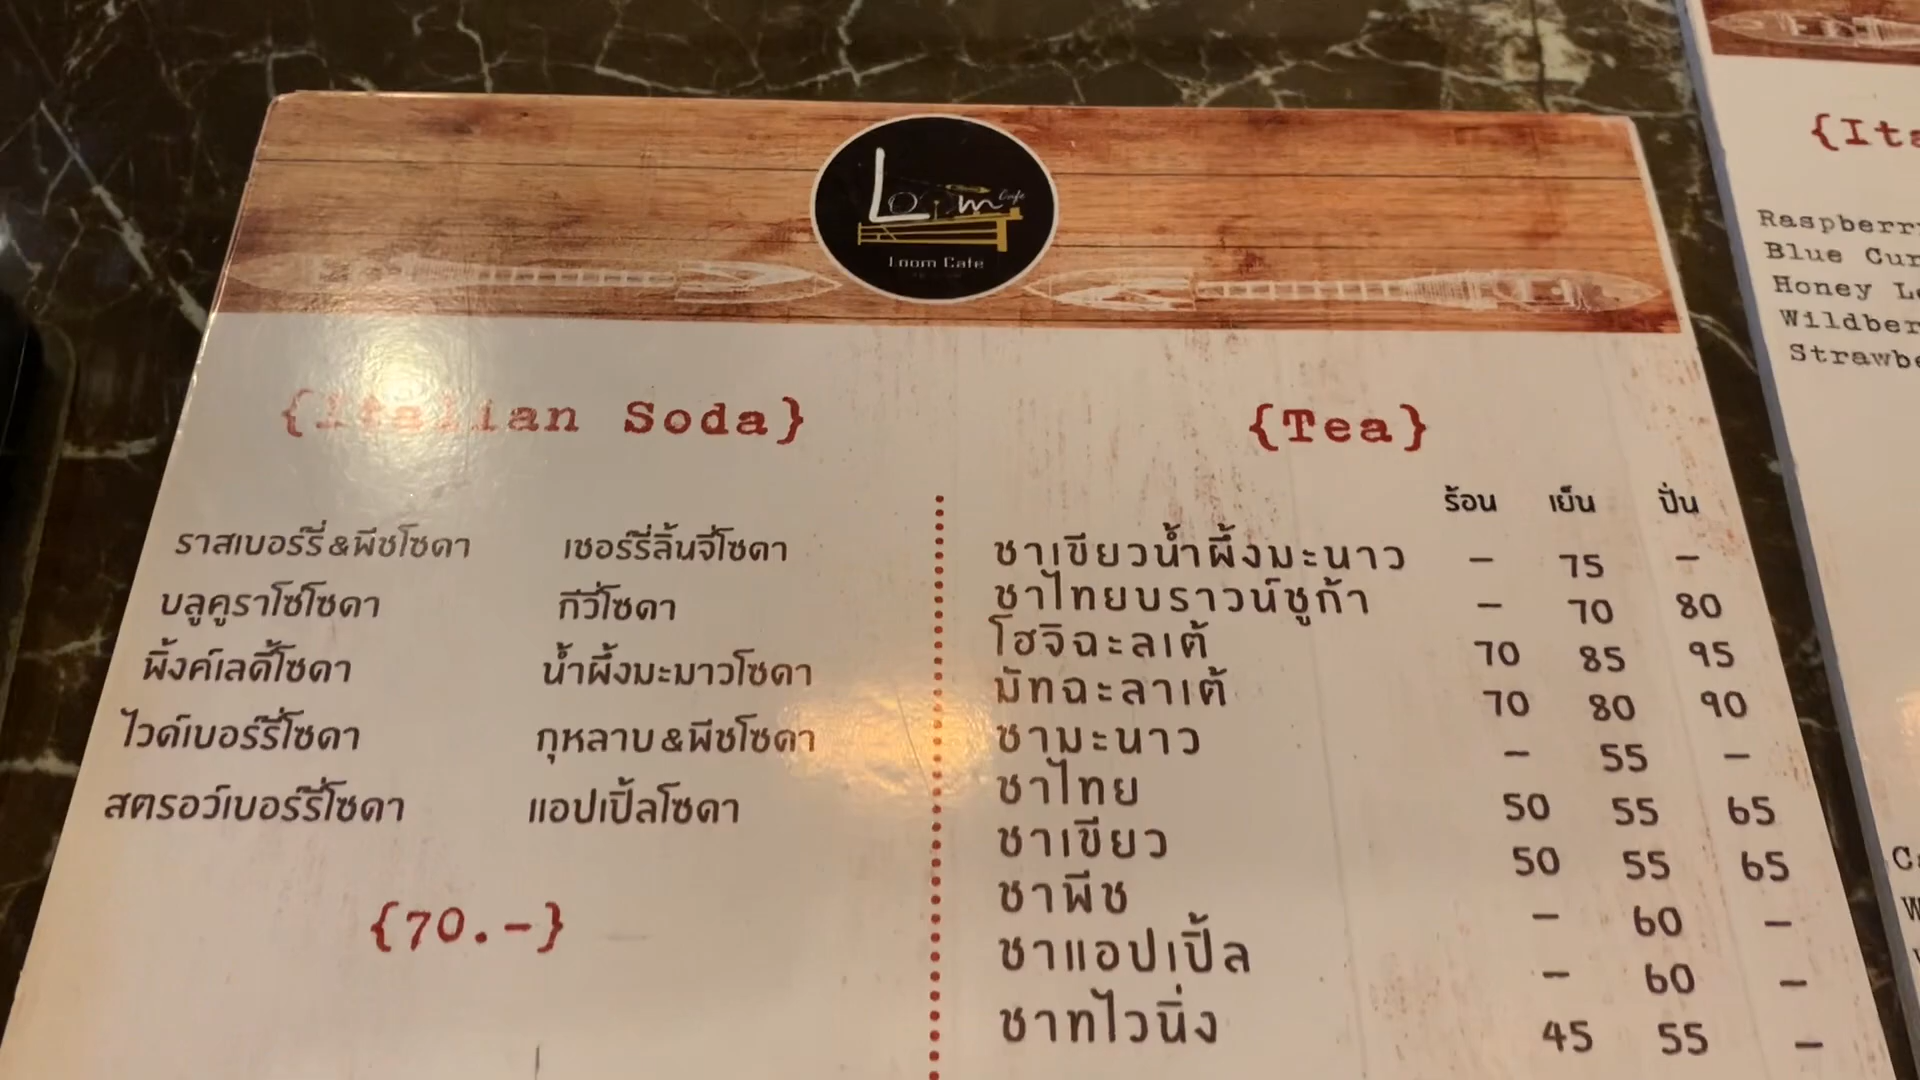 Loom Cafe
Loom Cafe
{Italian Soda}
ราสเบอร์รี่&พีชโซดา
บลูคูราโซ่โซดา
พิ้งค์เลดี้โซดา
ไวด์เบอร์รี่โซดา
สตรอว์เบอร์รี่โซดา
เชอร์รี่ลิ้นจี่โซดา
กีวี่โซดา
น้ำผึ้งมะมาวโซดา
กุหลาบ&พีชโซดา
แอปเปิ้ลโซดา
{70.-}
{Tea}
ร้อน เย็น ปั่น
ชาเขียวน้ำผึ้งมะนาว – 75 –
ชาไทยบราวน์ชูก้า – 70 80
โฮจิฉะลเต้ 70 85 95
มัทฉะลาเต้ 70 80 90
ชามะนาว – 55 –
ชาไทย 50 55 65
ชาเขียว 50 55 65
ชาพีช – 60 –
ชาแอปเปิ้ล – 60 –
ชาทไวนิ่ง 45 55 –
{Ita
Raspberr
Blue Cur
Honey Le
Wildber
Strawbe